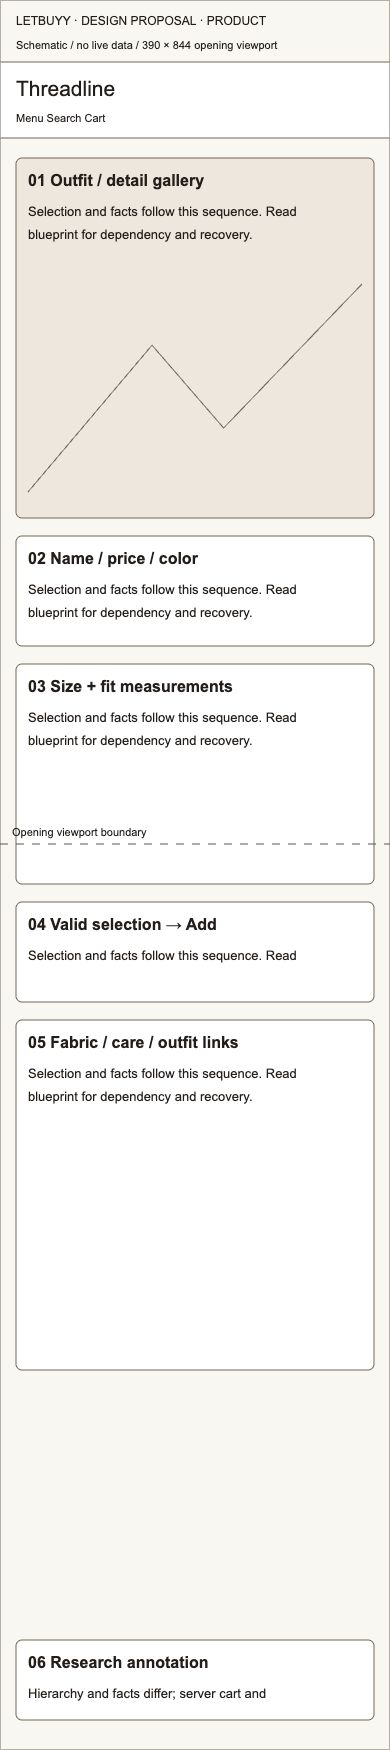 LETBUYY · DESIGN PROPOSAL · PRODUCT
Schematic / no live data / 390 × 844 opening viewport
Threadline
Menu Search Cart
01 Outfit / detail gallery
Selection and facts follow this sequence. Read
blueprint for dependency and recovery.
02 Name / price / color
Selection and facts follow this sequence. Read
blueprint for dependency and recovery.
03 Size + fit measurements
Selection and facts follow this sequence. Read
blueprint for dependency and recovery.
Opening viewport boundary
04 Valid selection → Add
Selection and facts follow this sequence. Read
05 Fabric / care / outfit links
Selection and facts follow this sequence. Read
blueprint for dependency and recovery.
06 Research annotation
Hierarchy and facts differ; server cart and